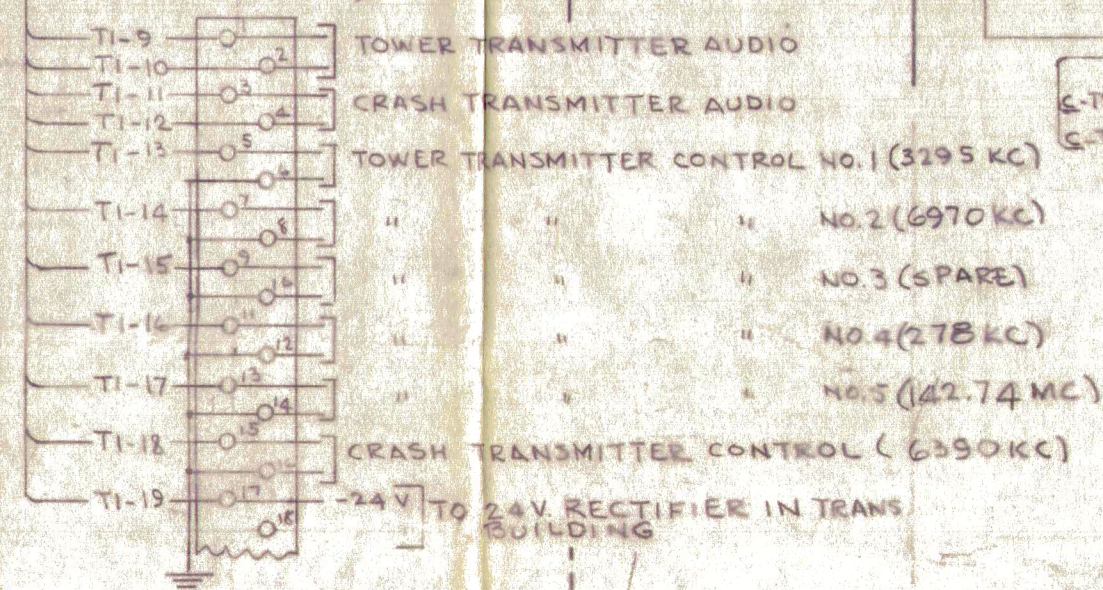 T1-9 1 TOWER TRANSMITTER AUDIO
T1-10 2
T1-11 3 CRASH TRANSMITTER AUDIO
T1-12 4
T1-13 5 TOWER TRANSMITTER CONTROL NO.1 (3295 KC)
6
T1-14 7 " " " NO.2 (6970 KC)
8
T1-15 9 " " " NO.3 (SPARE)
10
T1-16 11 " " " NO.4 (278 KC)
12
T1-17 13 " " " NO.5 (142.74 MC)
14
T1-18 15 CRASH TRANSMITTER CONTROL (6390KC)
16
T1-19 17 -24 V TO 24V. RECTIFIER IN TRANS
18 BUILDING